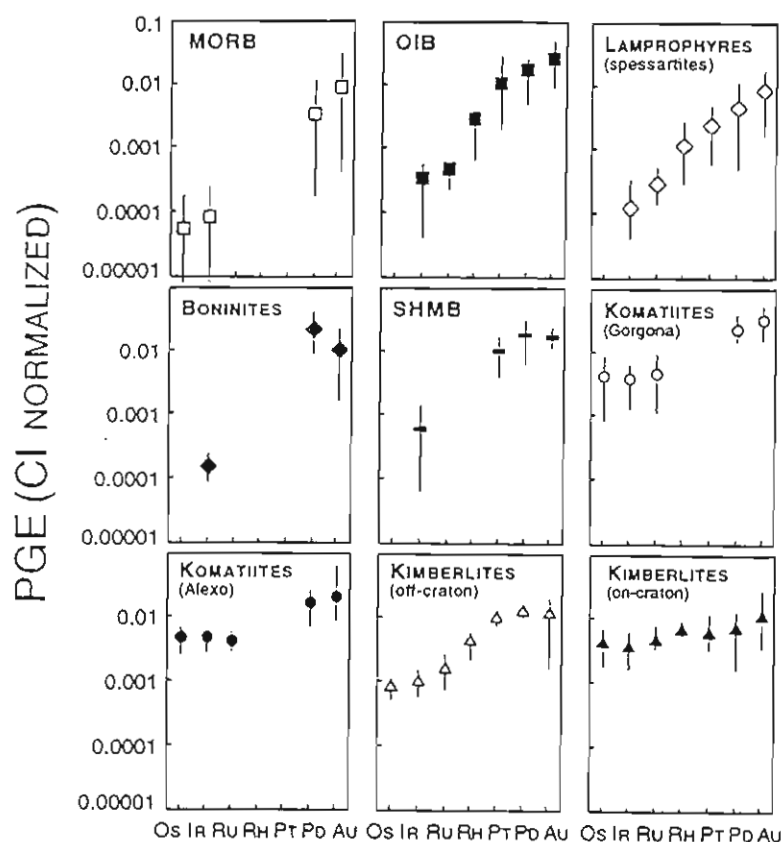 PGE (CI NORMALIZED)
0.1
0.01
0.001
0.0001
0.00001
MORB
OIB
LAMPROPHYRES
(spessartites)
0.01
0.001
0.0001
0.00001
BONINITES
SHMB
KOMATIITES
(Gorgona)
0.01
0.001
0.0001
0.00001
KOMATIITES
(Alexo)
KIMBERLITES
(off-craton)
KIMBERLITES
(on-craton)
OS IR RU RH PT PD AU
OS IR RU RH PT PD AU
OS IR RU RH PT PD AU